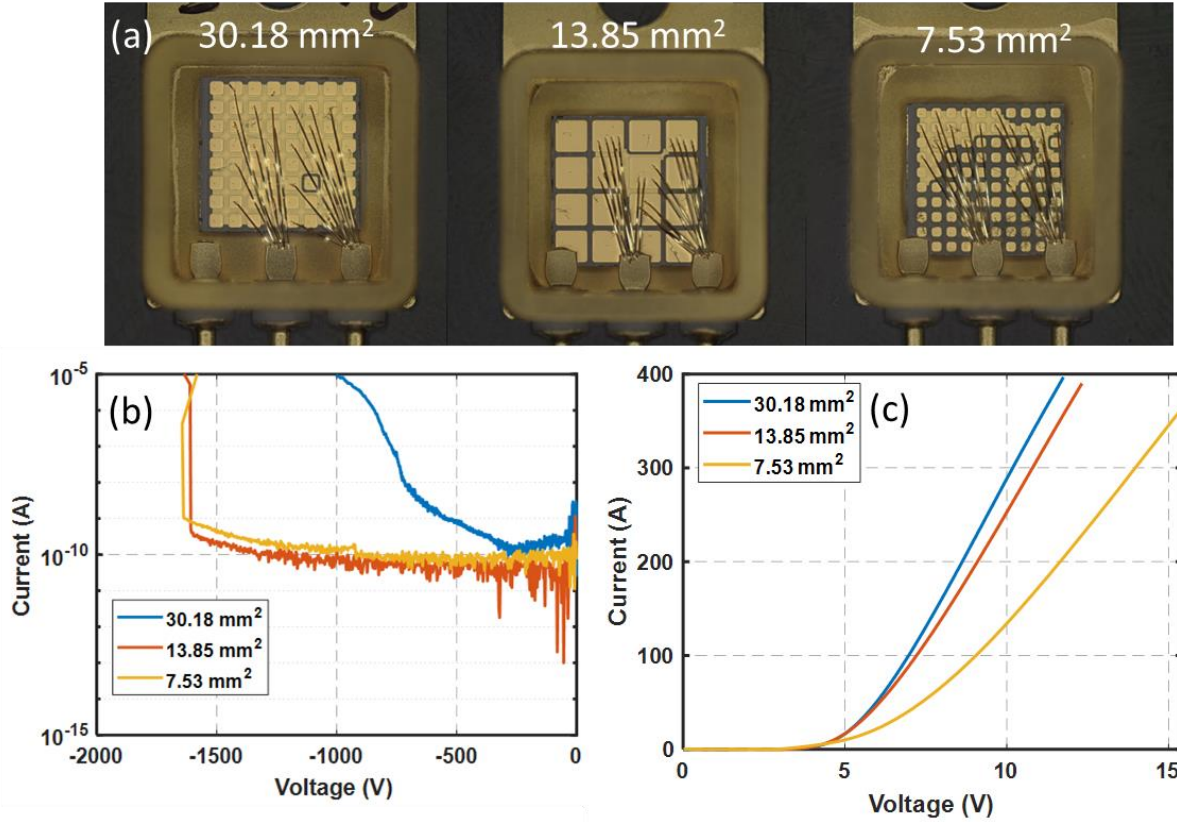 (a) 30.18 mm² 13.85 mm² 7.53 mm²
(b)
10⁻⁵
10⁻¹⁰
10⁻¹⁵
Current (A)
30.18 mm²
13.85 mm²
7.53 mm²
-2000 -1500 -1000 -500 0
Voltage (V)
(c)
400
300
200
100
0
Current (A)
30.18 mm²
13.85 mm²
7.53 mm²
0 5 10 15
Voltage (V)